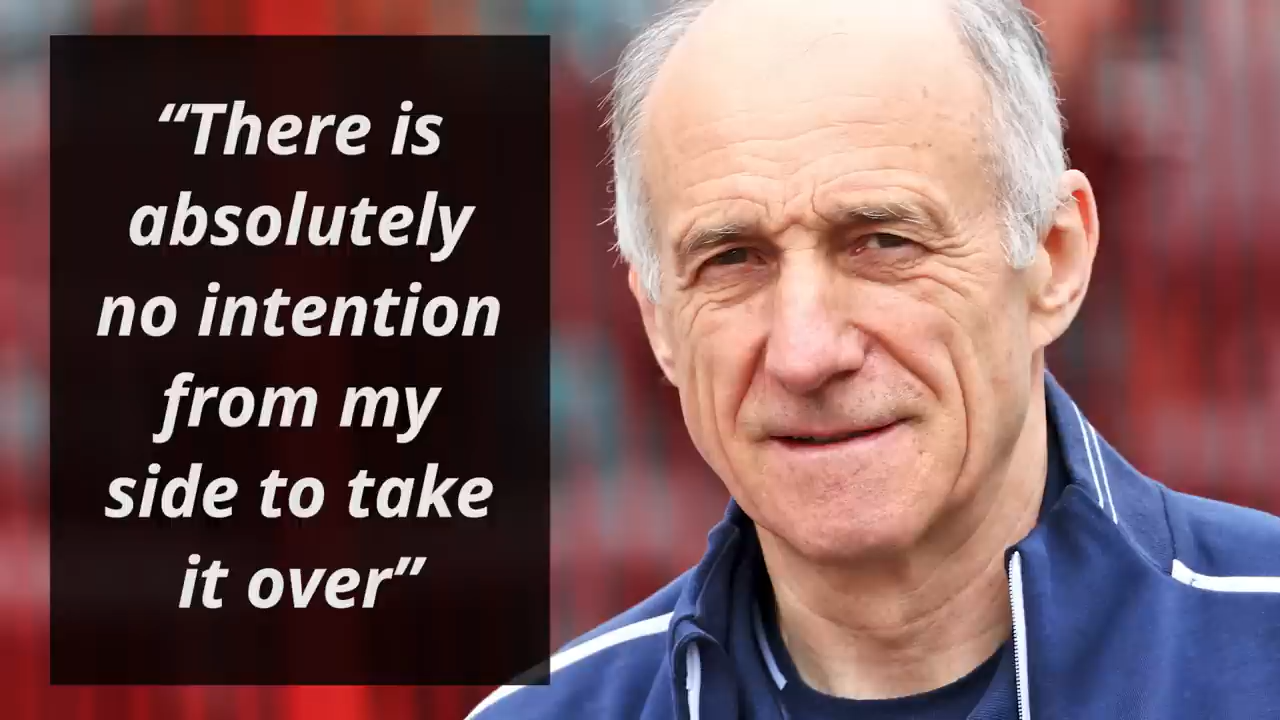 “There is
absolutely
no intention
from my
side to take
it over”